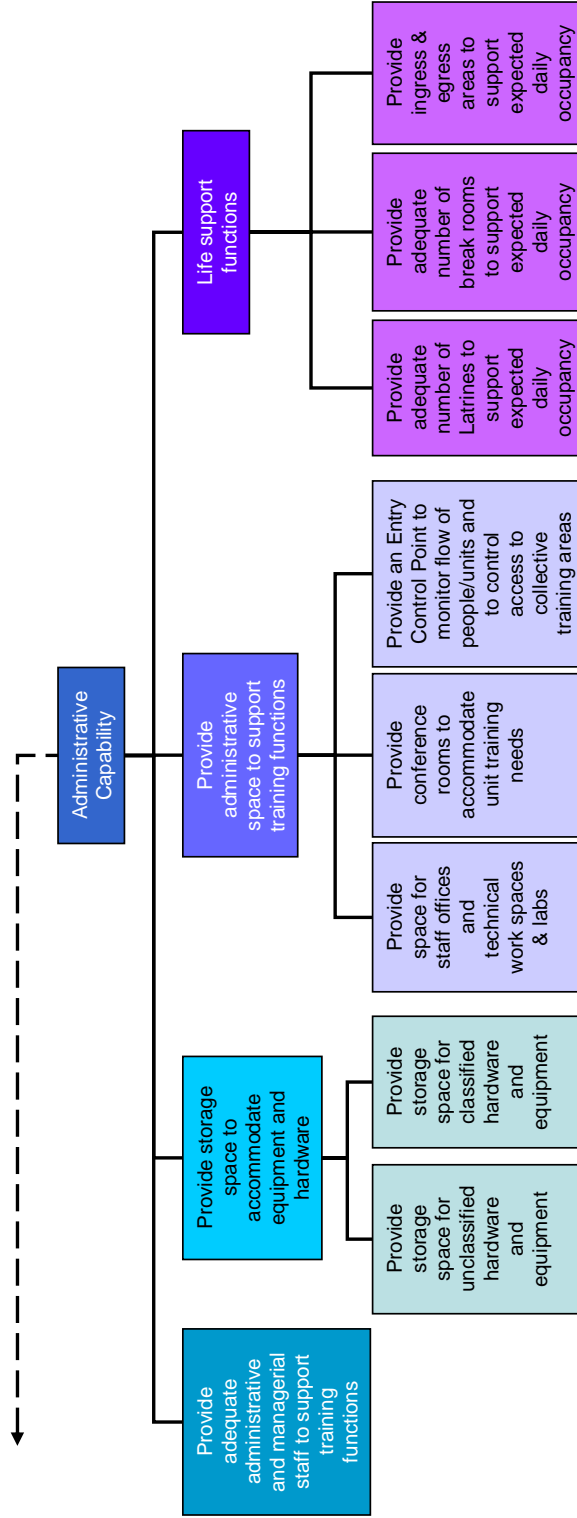 Administrative
Capability
Provide
adequate
administrative
and managerial
staff to support
training
functions
Provide storage
space to
accommodate
equipment and
hardware
Provide
administrative
space to support
training functions
Life support
functions
Provide
storage
space for
unclassified
hardware
and
equipment
Provide
storage
space for
classified
hardware
and
equipment
Provide
space for
staff offices
and
technical
work spaces
& labs
Provide
conference
rooms to
accommodate
unit training
needs
Provide an Entry
Control Point to
monitor flow of
people/units and
to control
access to
collective
training areas
Provide
adequate
number of
Latrines to
support
expected
daily
occupancy
Provide
adequate
number of
break rooms
to support
expected
daily
occupancy
Provide
ingress &
egress
areas to
support
expected
daily
occupancy